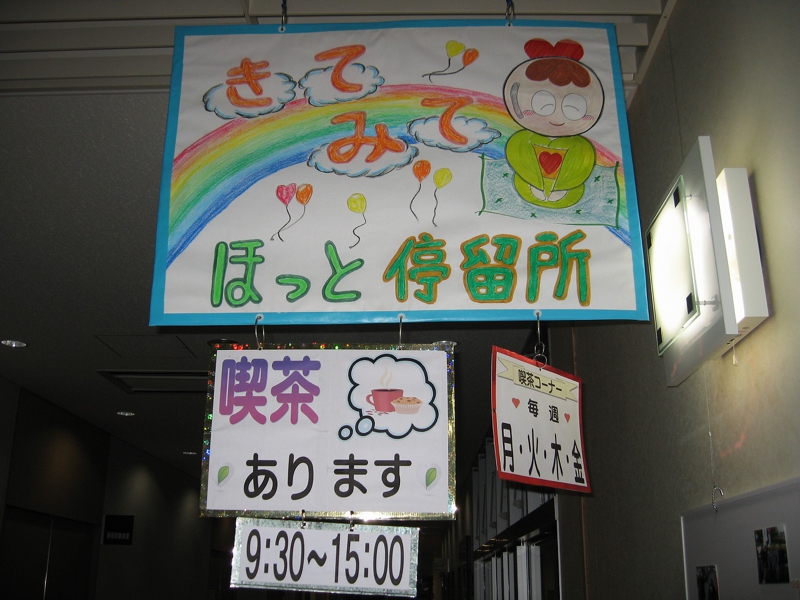 きて
みて
ほっと停留所
喫茶
あります
9:30~15:00
喫茶コーナー
毎週
月・火・木・金